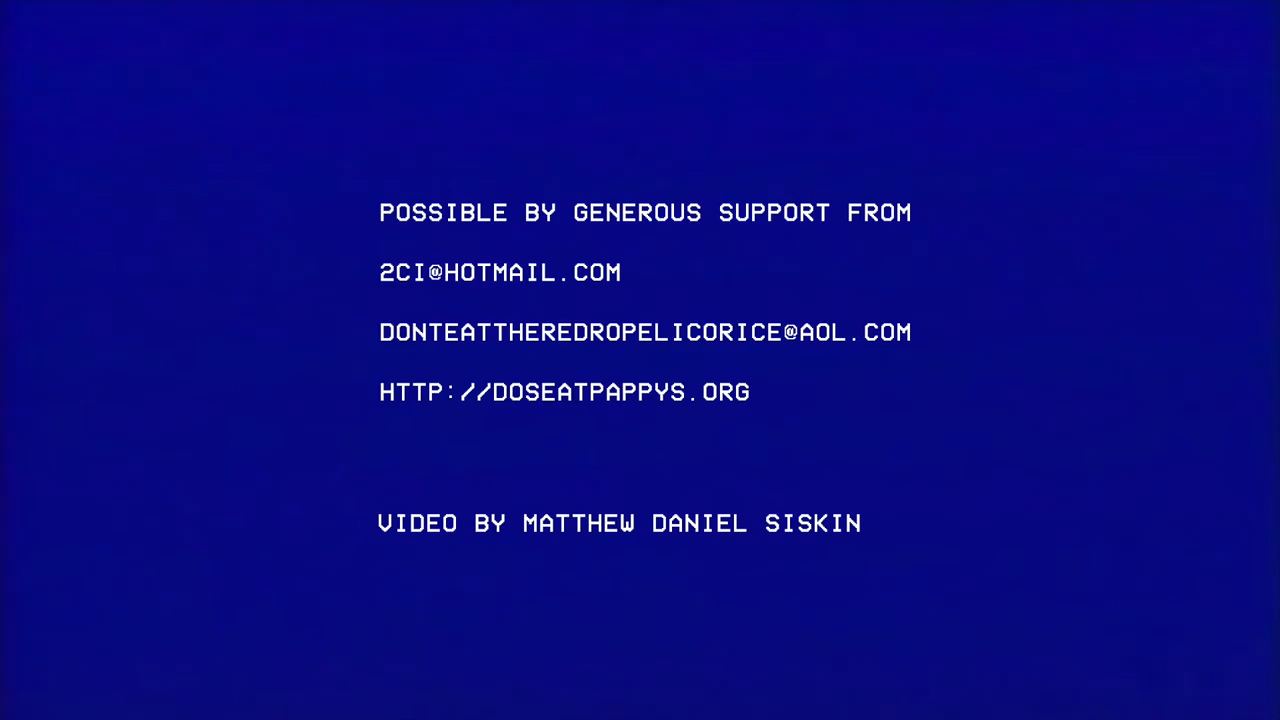 POSSIBLE BY GENEROUS SUPPORT FROM
2CI@HOTMAIL.COM
DONTEATTHEREDROPELICORICE@AOL.COM
HTTP://DOSEATPAPPYS.ORG
VIDEO BY MATTHEW DANIEL SISKIN